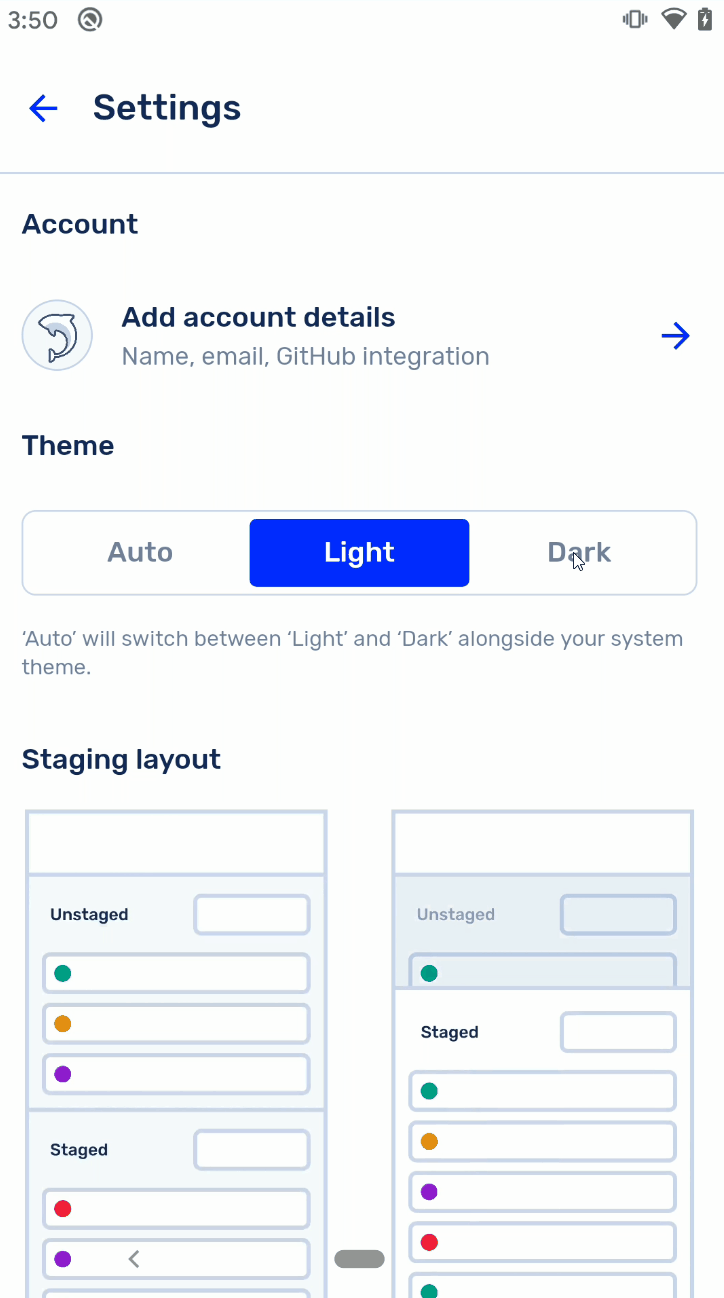 3:50
Settings
Account
Add account details
Name, email, GitHub integration
Theme
Auto
Light
Dark
‘Auto’ will switch between ‘Light’ and ‘Dark’ alongside your system
theme.
Staging layout
Unstaged
Staged
Unstaged
Staged